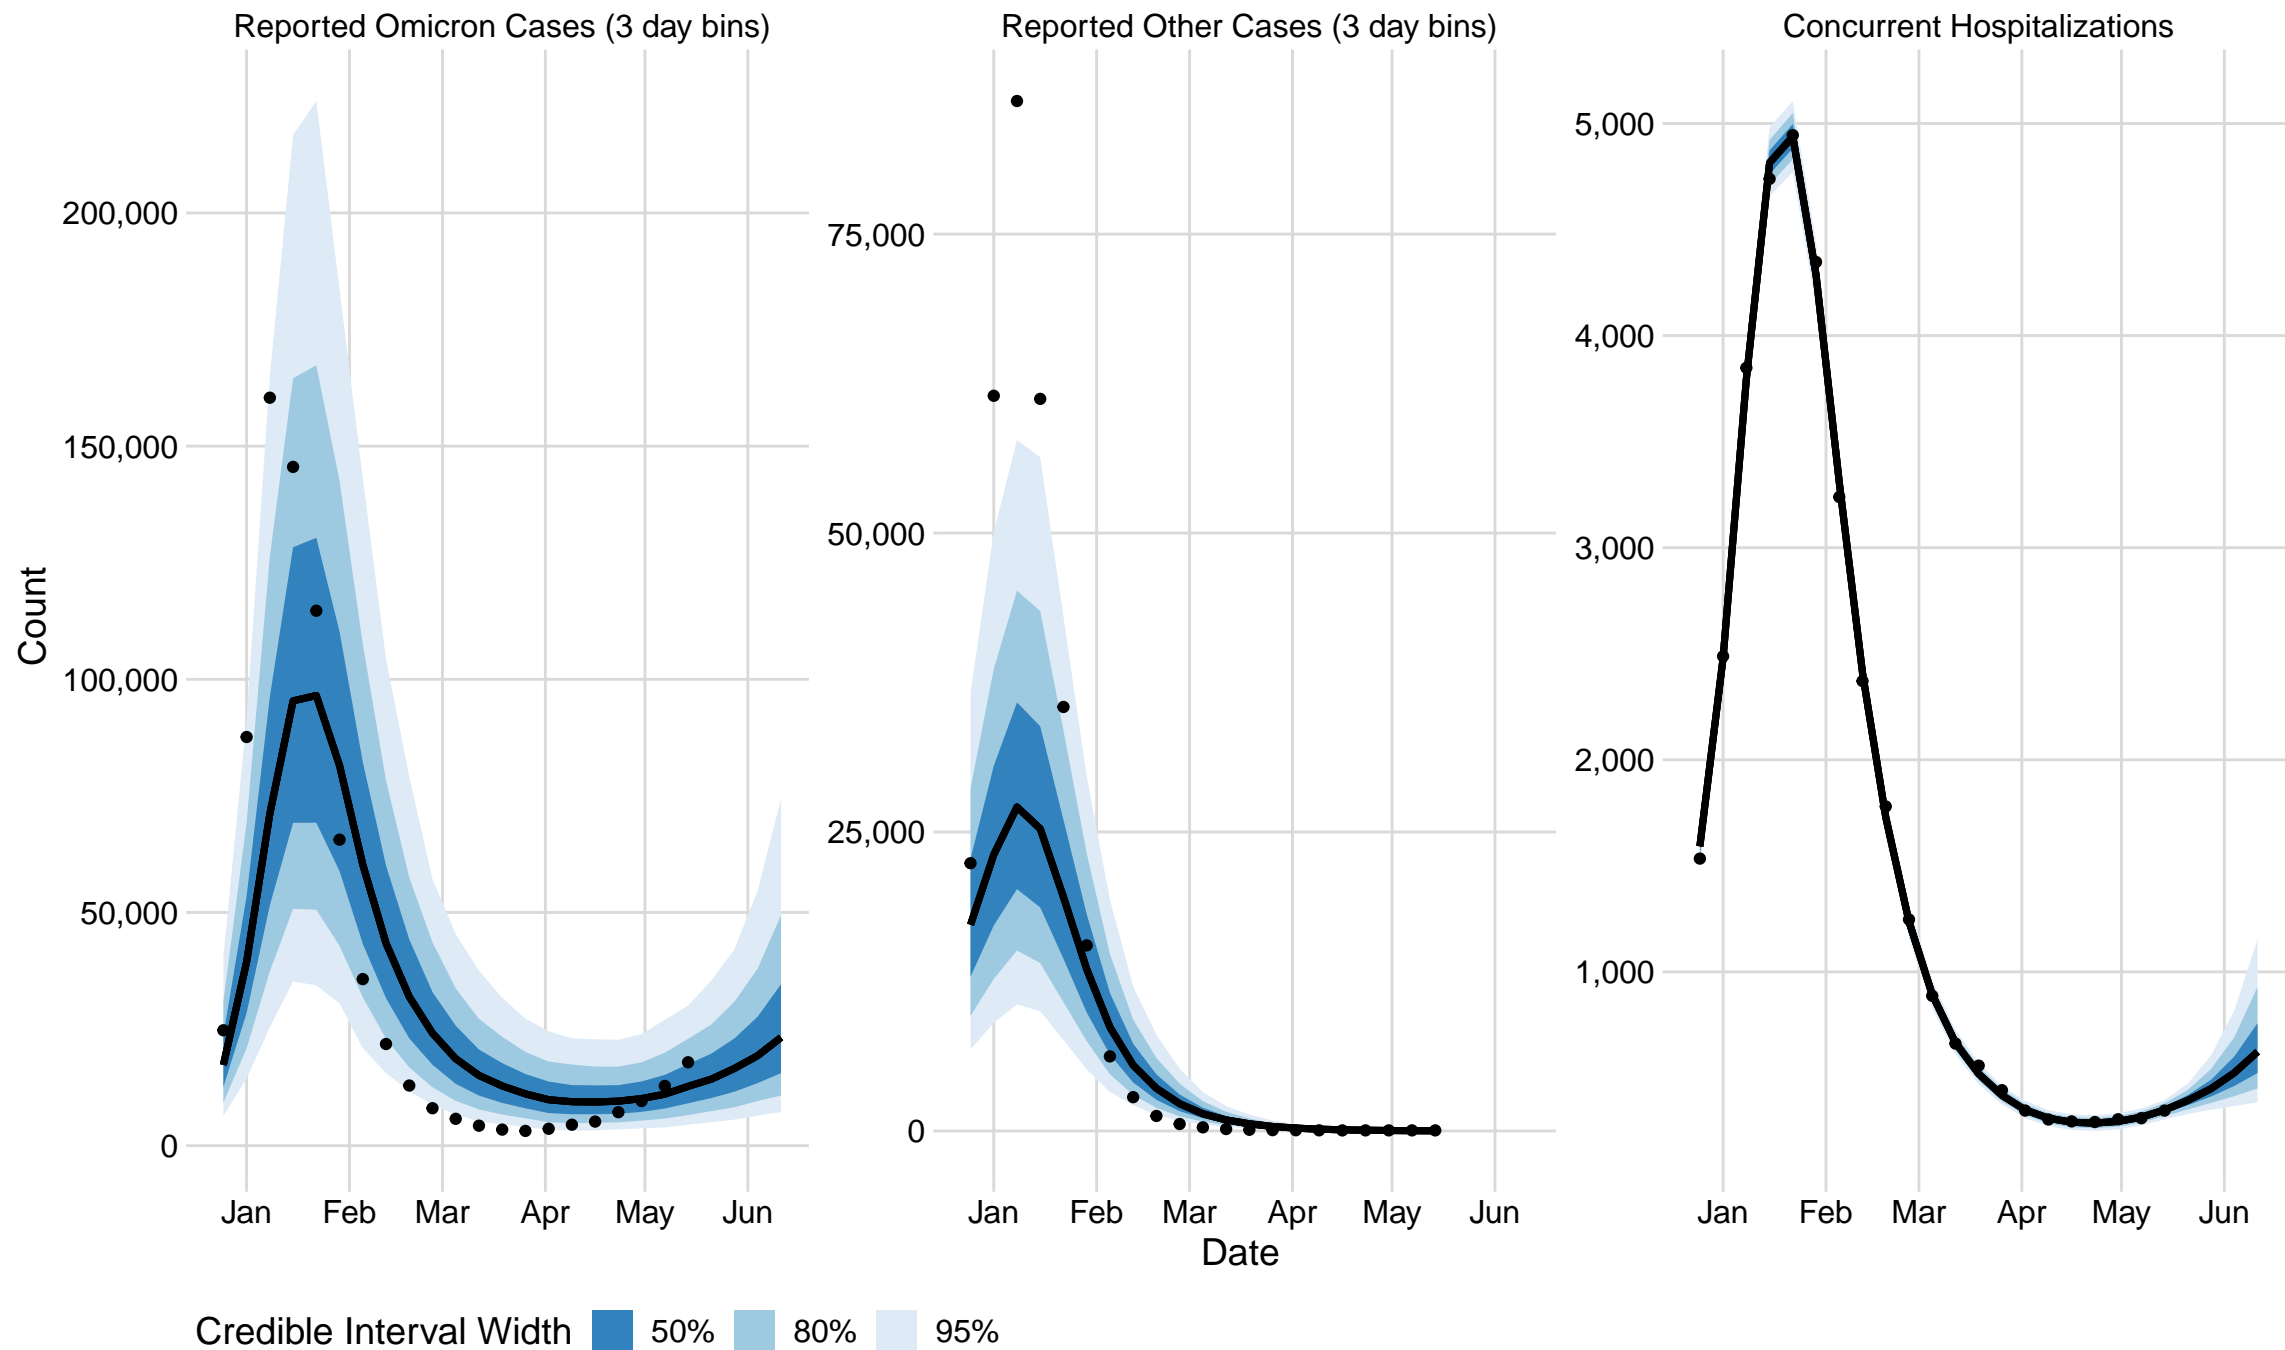 Reported Omicron Cases (3 day bins)
Reported Other Cases (3 day bins)
Concurrent Hospitalizations
Count
200,000
150,000
100,000
50,000
0
Jan Feb Mar Apr May Jun
75,000
50,000
25,000
0
Jan Feb Mar Apr May Jun
5,000
4,000
3,000
2,000
1,000
Jan Feb Mar Apr May Jun
Date
Credible Interval Width 50% 80% 95%